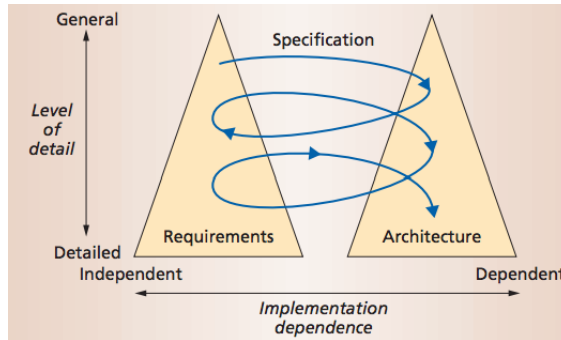 General
Specification
Level
of
detail
Requirements
Architecture
Detailed
Independent
Dependent
Implementation
dependence